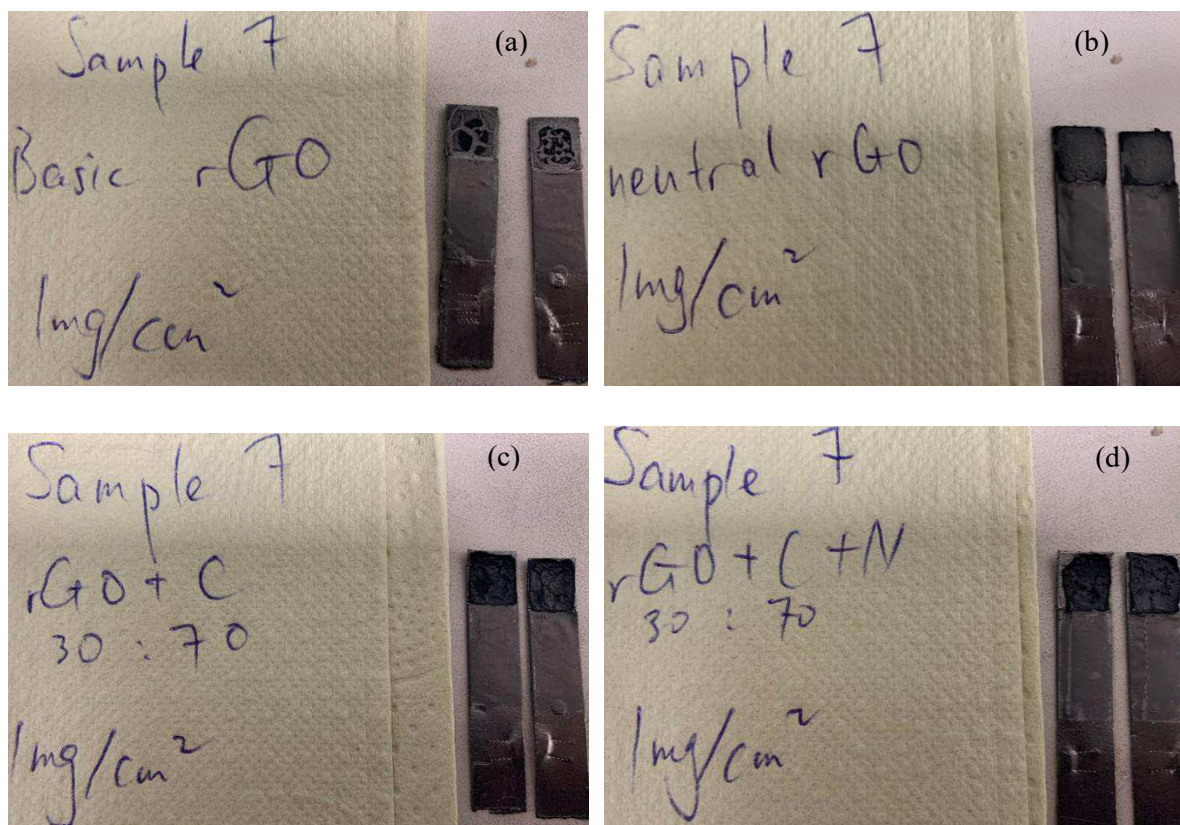 (a)
Sample 7
Basic rGO
1mg/cm²
(b)
Sample 7
neutral rGO
1mg/cm²
(c)
Sample 7
rGO + C
30 : 70
1mg/cm²
(d)
Sample 7
rGO + C + N
30 : 70
1mg/cm²